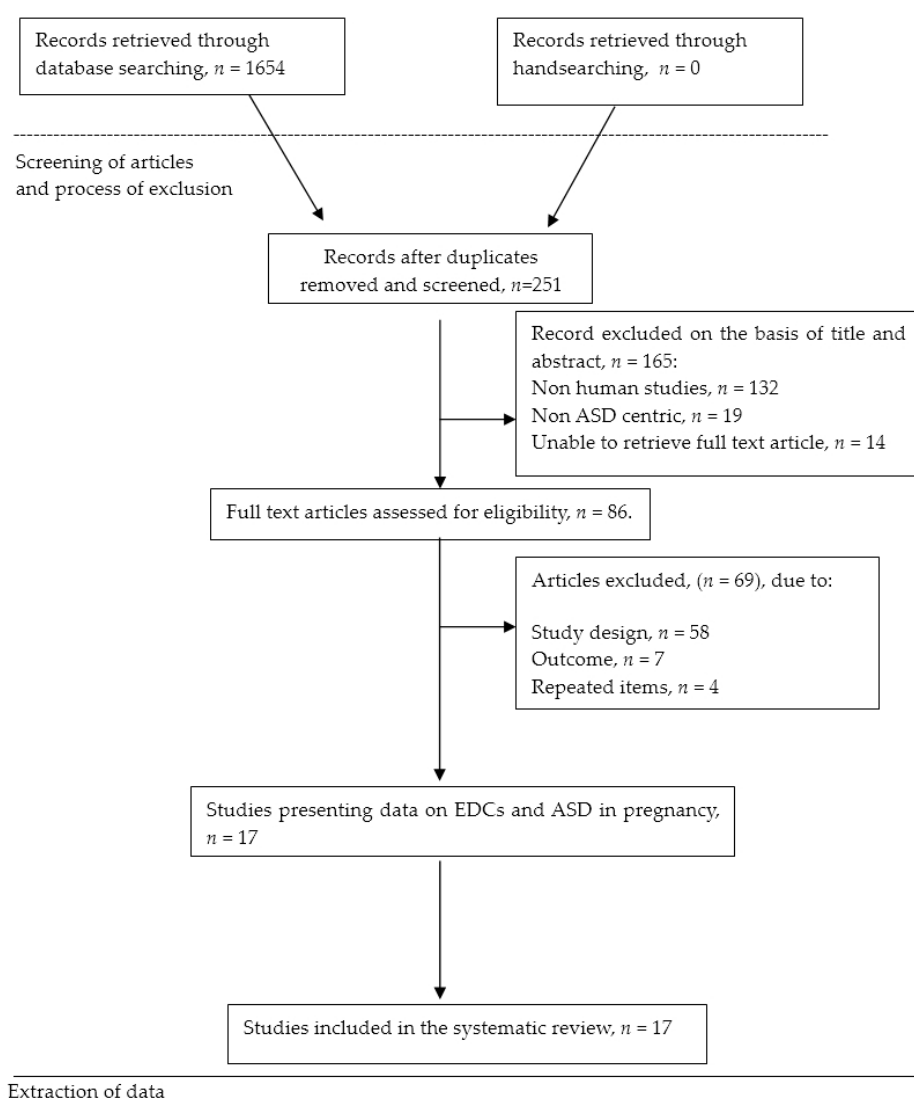 Records retrieved through
database searching, n = 1654
Records retrieved through
handsearching,  n = 0
Screening of articles
and process of exclusion
Records after duplicates
removed and screened, n=251
Record excluded on the basis of title and
abstract, n = 165:
Non human studies, n = 132
Non ASD centric, n = 19
Unable to retrieve full text article, n = 14
Full text articles assessed for eligibility, n = 86.
Articles excluded, (n = 69), due to:
Study design, n = 58
Outcome, n = 7
Repeated items, n = 4
Studies presenting data on EDCs and ASD in pregnancy,
n = 17
Studies included in the systematic review, n = 17
Extraction of data